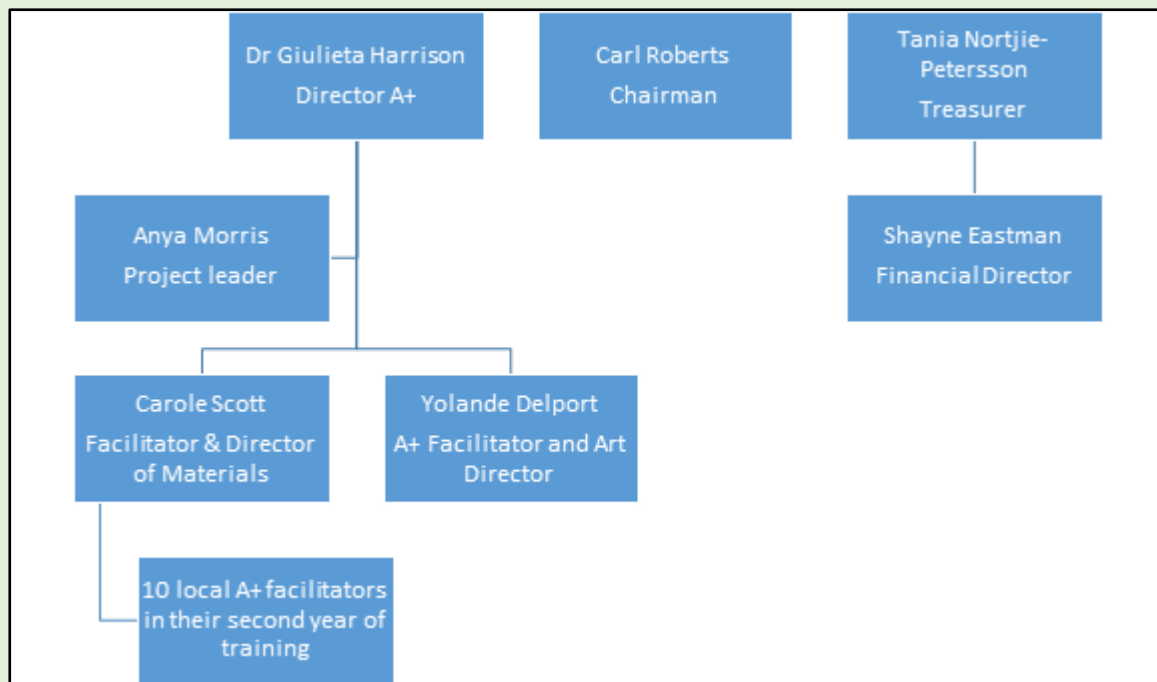 Dr Giulieta Harrison
Director A+
Carl Roberts
Chairman
Tania Nortjie-
Petersson
Treasurer
Anya Morris
Project leader
Shayne Eastman
Financial Director
Carole Scott
Facilitator & Director
of Materials
Yolande Delport
A+ Facilitator and Art
Director
10 local A+ facilitators
in their second year of
training